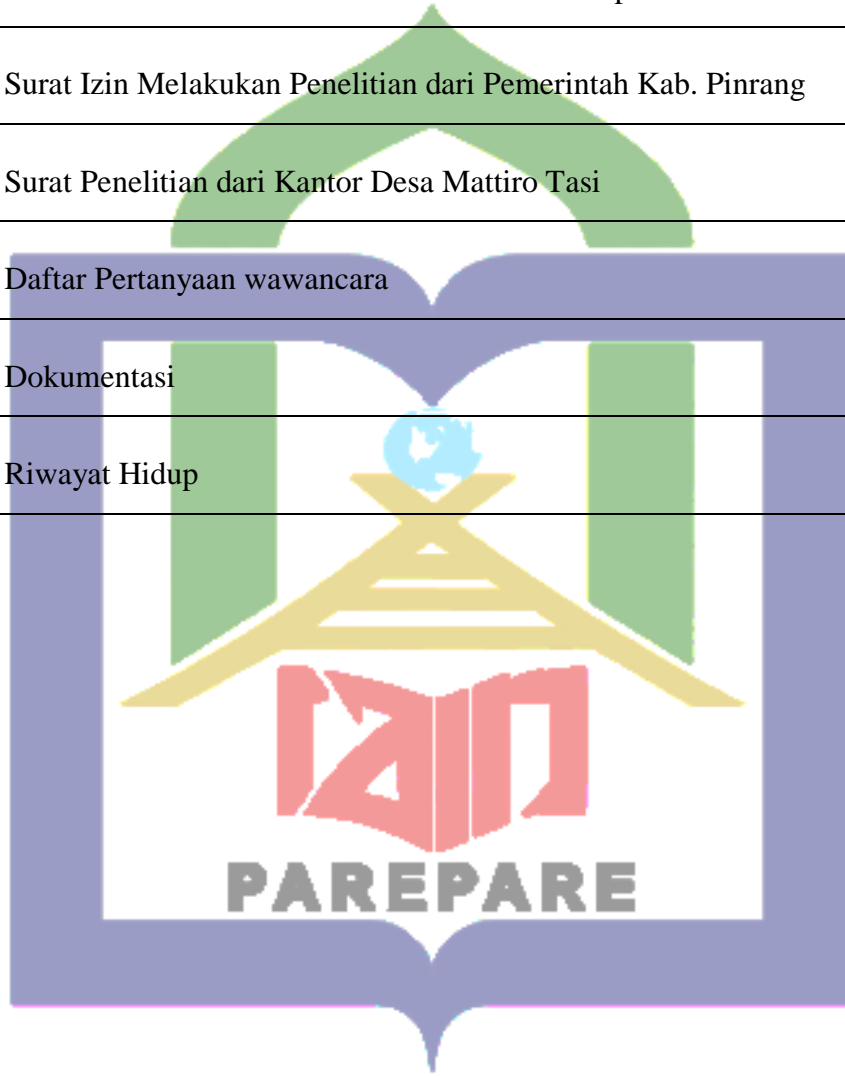 Surat Izin Melakukan Penelitian dari Pemerintah Kab. Pinrang
Surat Penelitian dari Kantor Desa Mattiro Tasi
Daftar Pertanyaan wawancara
Dokumentasi
Riwayat Hidup
iain
PAREPARE